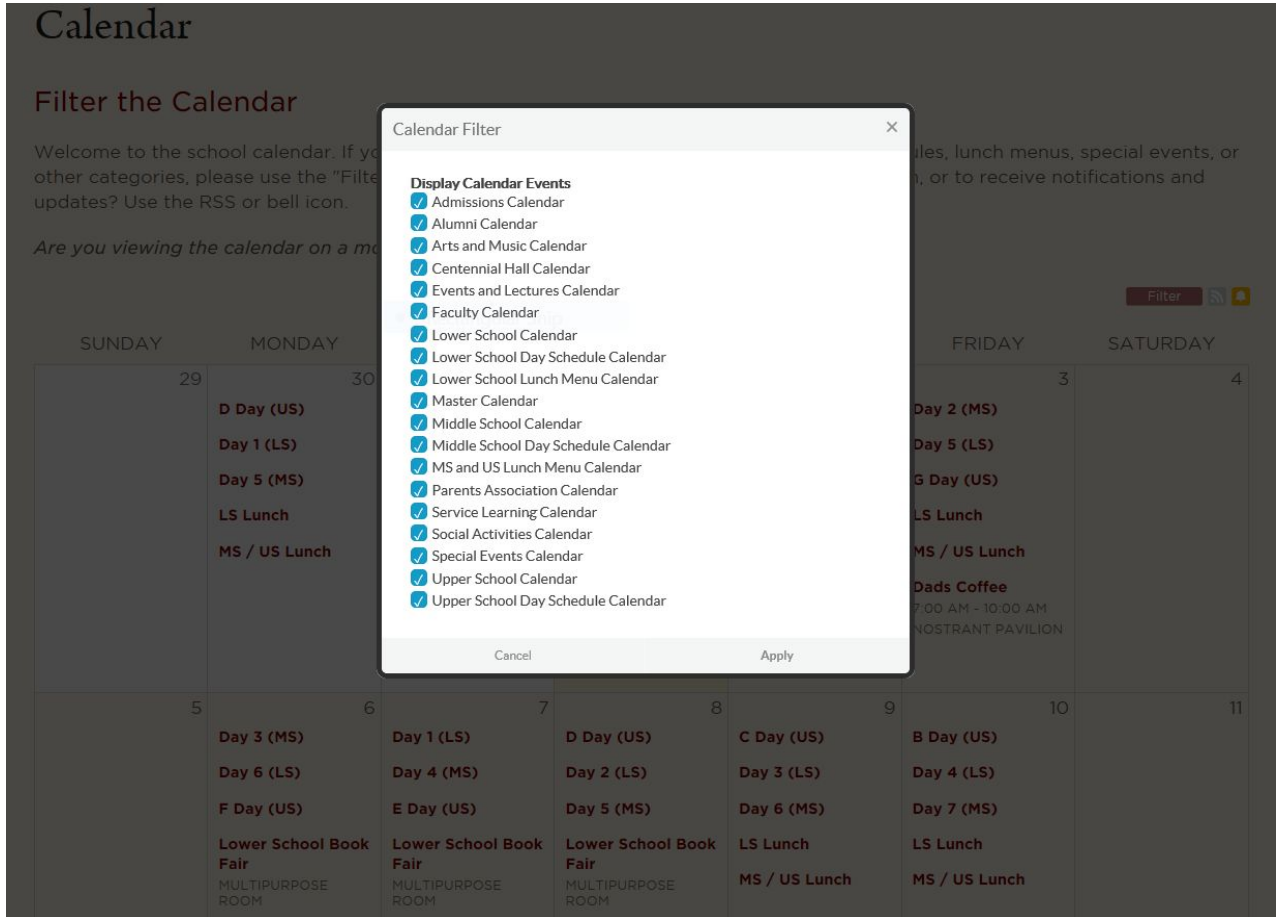 Calendar
Filter the Calendar
Welcome to the school calendar. If yo
ules, lunch menus, special events, or
other categories, please use the "Filte
, or to receive notifications and
updates? Use the RSS or bell icon.
Are you viewing the calendar on a mo
Calendar Filter
×
Display Calendar Events
Admissions Calendar
Alumni Calendar
Arts and Music Calendar
Centennial Hall Calendar
Events and Lectures Calendar
Faculty Calendar
Lower School Calendar
Lower School Day Schedule Calendar
Lower School Lunch Menu Calendar
Master Calendar
Middle School Calendar
Middle School Day Schedule Calendar
MS and US Lunch Menu Calendar
Parents Association Calendar
Service Learning Calendar
Social Activities Calendar
Special Events Calendar
Upper School Calendar
Upper School Day Schedule Calendar
Cancel Apply
Filter
SUNDAY MONDAY FRIDAY SATURDAY
29 30 3 4
D Day (US)
Day 1 (LS)
Day 5 (MS)
LS Lunch
MS / US Lunch
Day 2 (MS)
Day 5 (LS)
G Day (US)
LS Lunch
MS / US Lunch
Dads Coffee
7:00 AM - 10:00 AM
NOSTRANT PAVILION
5 6 7 8 9 10 11
Day 3 (MS)
Day 6 (LS)
F Day (US)
Lower School Book
Fair
MULTIPURPOSE
ROOM
Day 1 (LS)
Day 4 (MS)
E Day (US)
Lower School Book
Fair
MULTIPURPOSE
ROOM
D Day (US)
Day 2 (LS)
Day 5 (MS)
Lower School Book
Fair
MULTIPURPOSE
ROOM
C Day (US)
Day 3 (LS)
Day 6 (MS)
LS Lunch
MS / US Lunch
B Day (US)
Day 4 (LS)
Day 7 (MS)
LS Lunch
MS / US Lunch